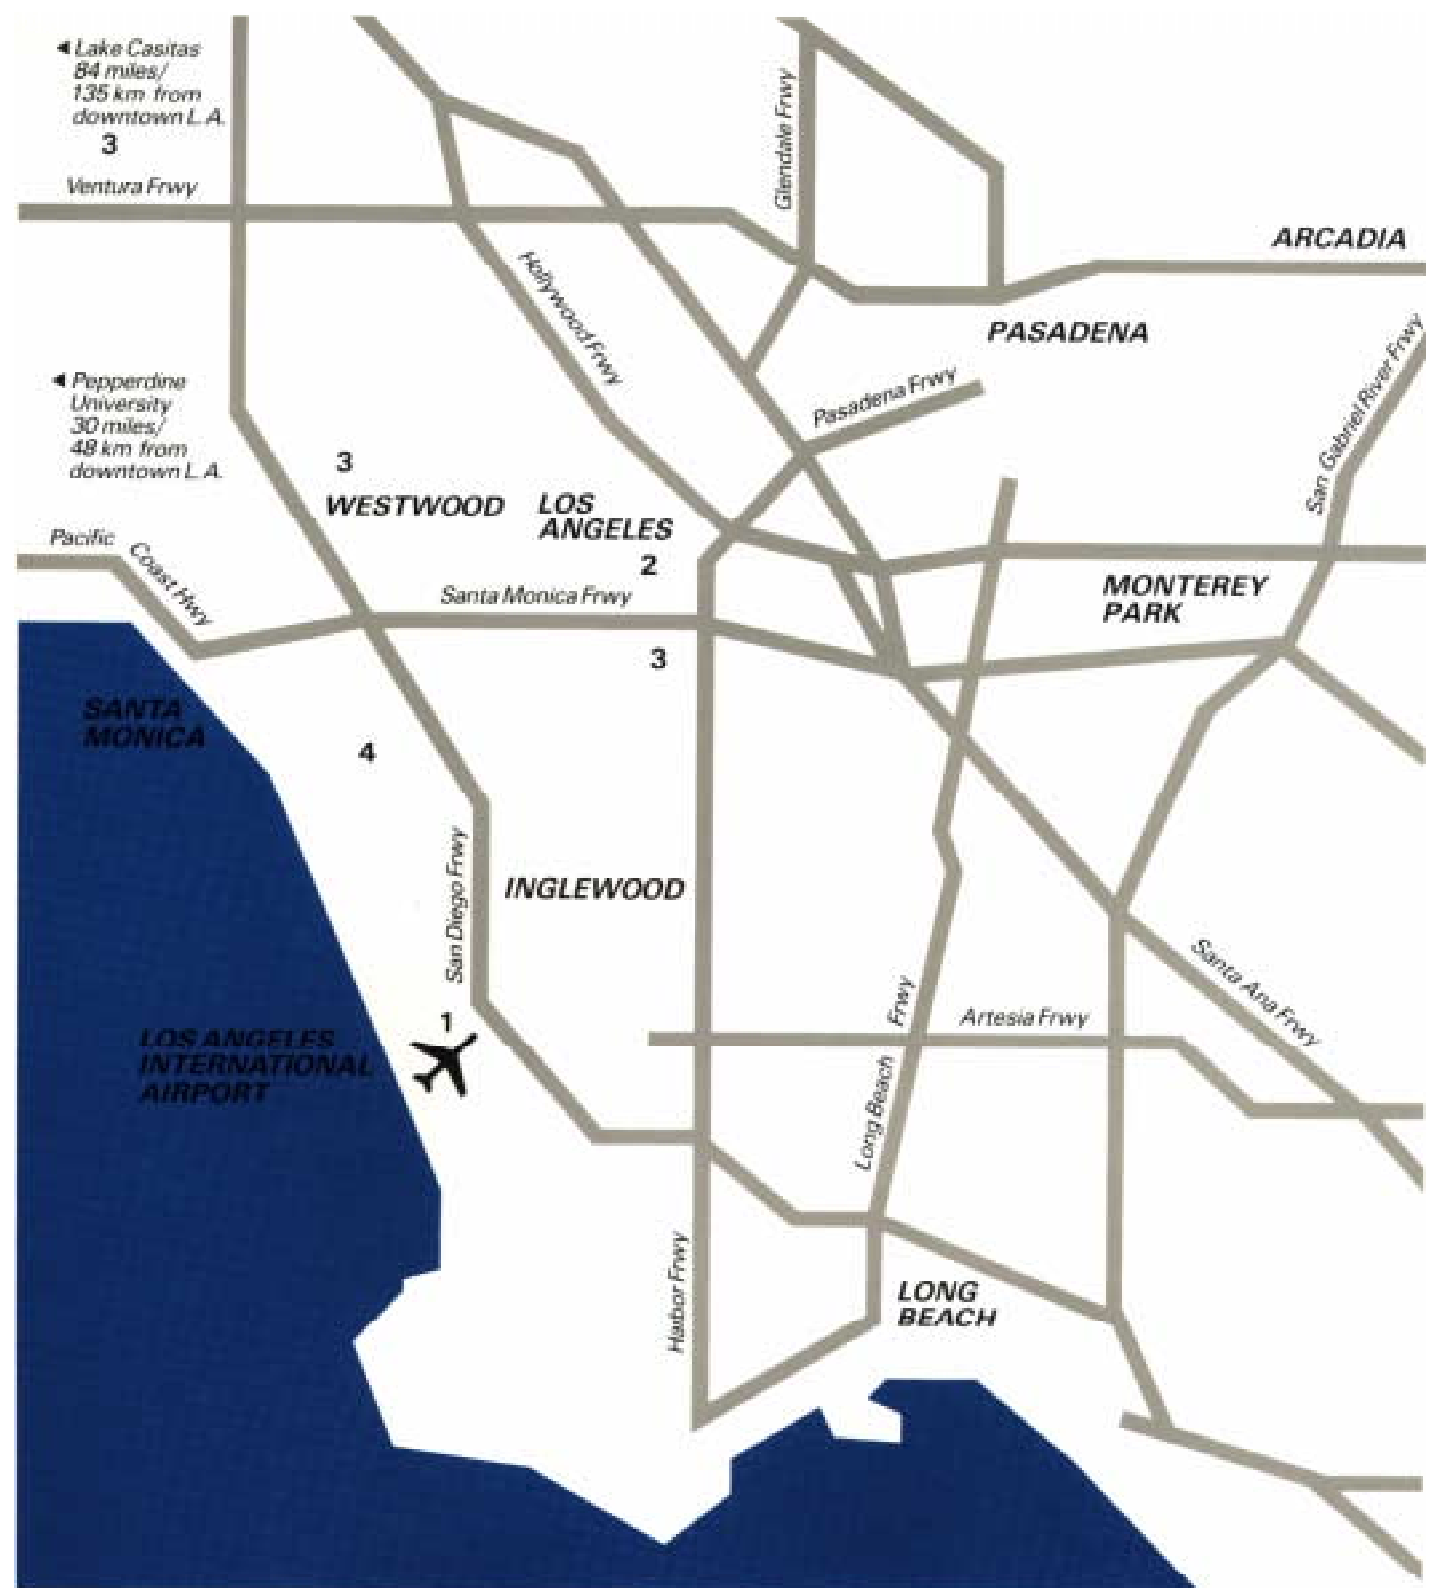 ◄ Lake Casitas
84 miles/
135 km from
downtown L.A.
3
Ventura Frwy
Glendale Frwy
ARCADIA
Hollywood Frwy
PASADENA
San Gabriel River Frwy
◄ Pepperdine
University
30 miles/
48 km from
downtown L.A.
Pasadena Frwy
3
WESTWOOD
LOS
ANGELES
2
Pacific
Coast Hwy
Santa Monica Frwy
MONTEREY
PARK
3
SANTA
MONICA
4
San Diego Frwy
INGLEWOOD
Santa Ana Frwy
1
LOS ANGELES
INTERNATIONAL
AIRPORT
Artesia Frwy
Long Beach Frwy
Harbor Frwy
LONG
BEACH